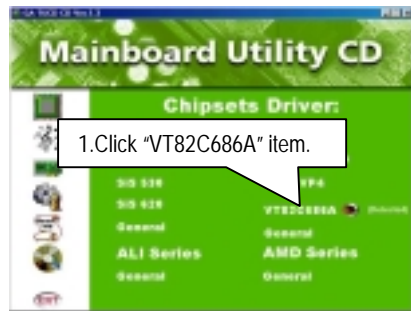 Mainboard Utility CD
Chipsets Driver:
1.Click “VT82C686A” item.
SiS 530
SiS 620
VT82C686A
General
General
ALI Series
AMD Series
General
General
EXIT